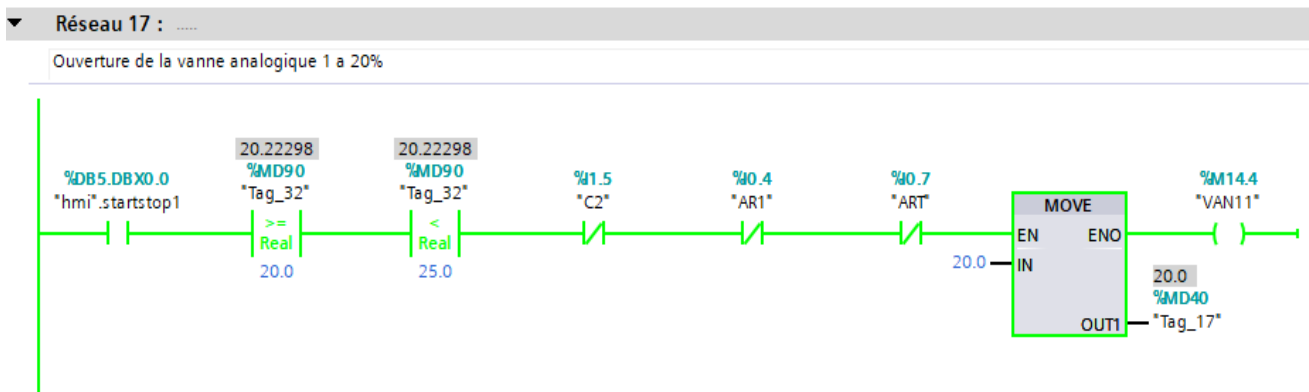 Réseau 17 : .....
Ouverture de la vanne analogique 1 a 20%
20.22298 20.22298
%DB5.DBX0.0 %MD90 %MD90 %I1.5 %I0.4 %I0.7 %M14.4
"hmi".startstop1 "Tag_32" "Tag_32" "C2" "AR1" "ART" "VAN11"
MOVE
>= <
Real Real
EN ENO
20.0 25.0 20.0 IN
20.0
%MD40
OUT1 "Tag_17"